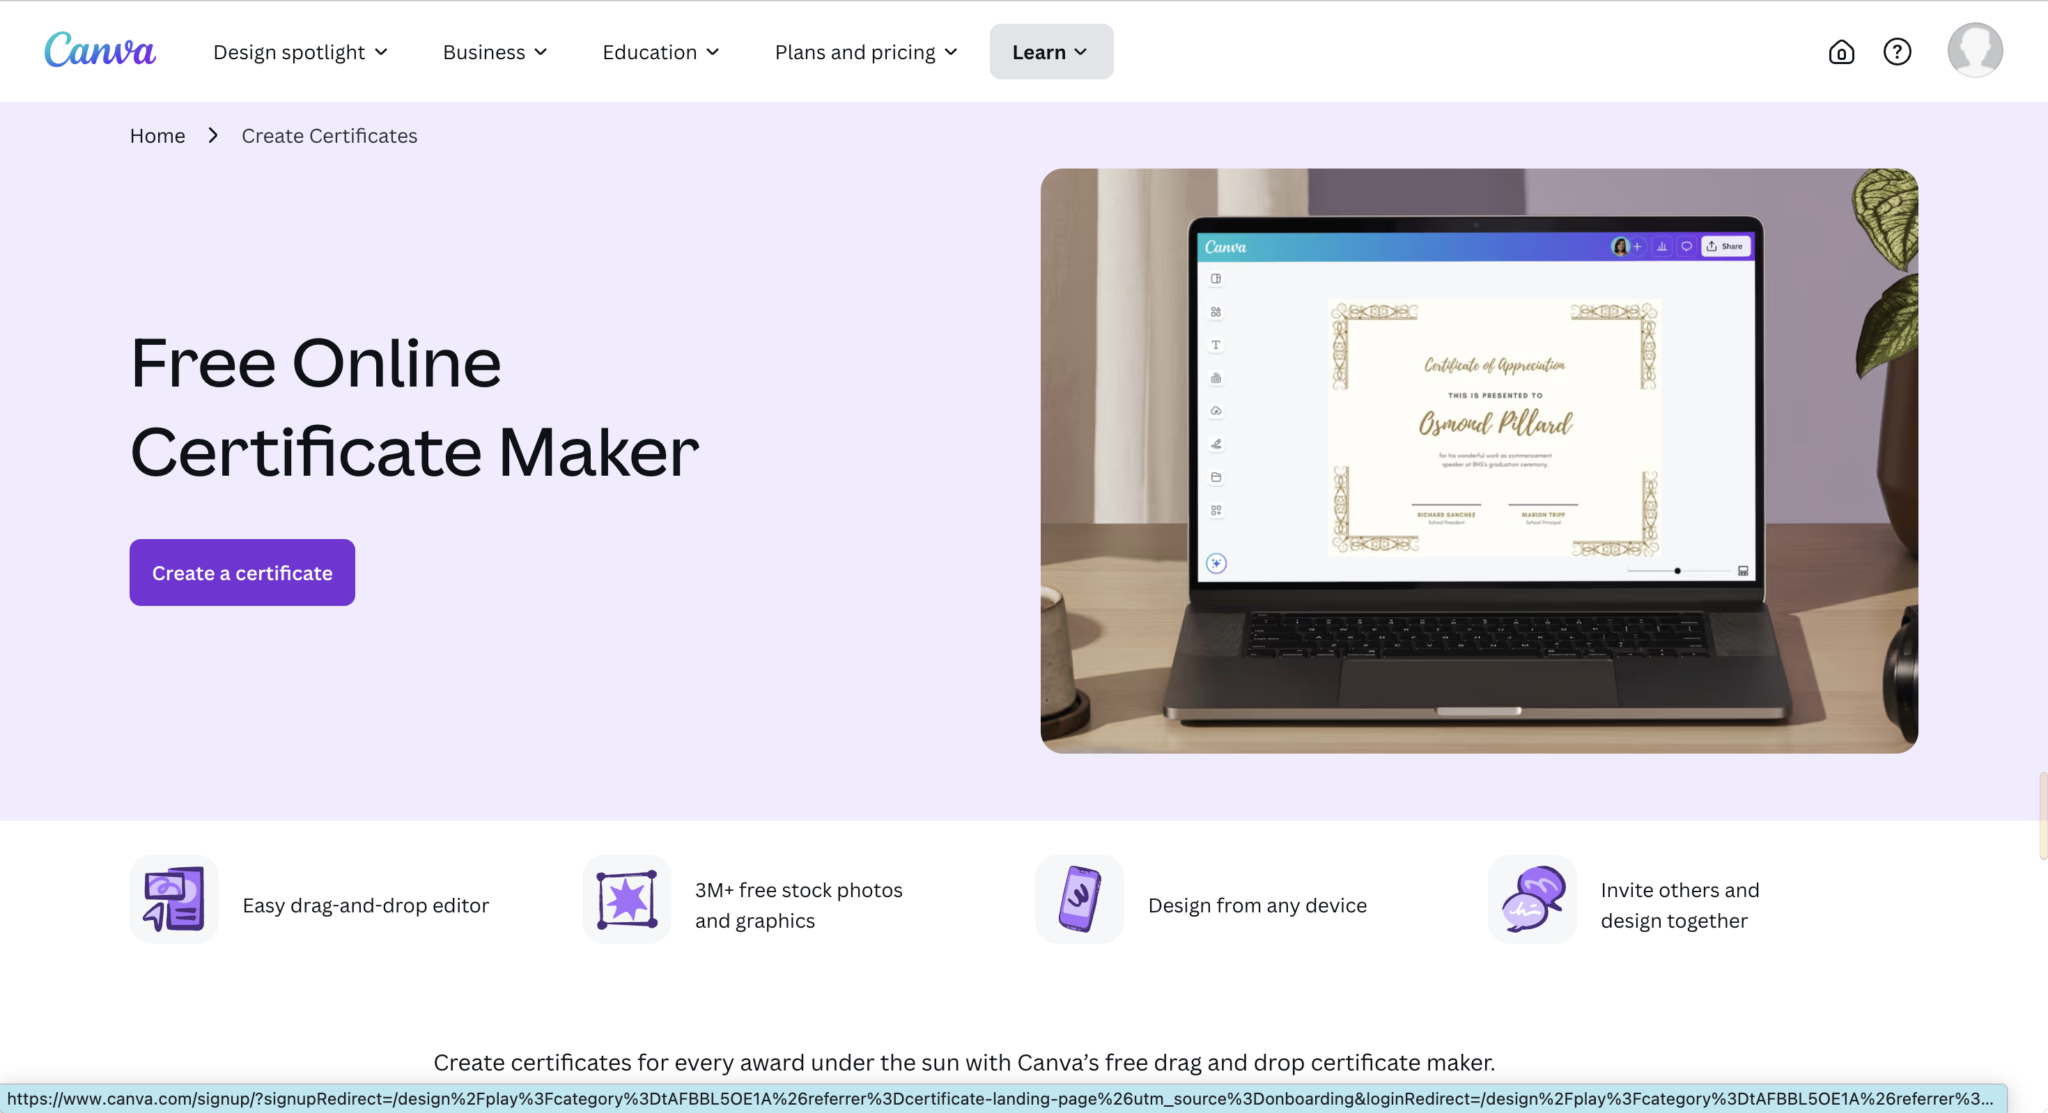 Canva
Design spotlight
Business
Education
Plans and pricing
Learn
Home
Create Certificates
Free Online
Certificate Maker
Create a certificate
Canva
Share
Certificate of Appreciation
THIS IS PRESENTED TO
Osmond Pillard
for his wonderful work as commencement
speaker at BHS's graduation ceremony.
RICHARD SANCHEZ
School President
MARION TRIPP
School Principal
Easy drag-and-drop editor
3M+ free stock photos
and graphics
Design from any device
Invite others and
design together
Create certificates for every award under the sun with Canva’s free drag and drop certificate maker.
https://www.canva.com/signup/?signupRedirect=/design%2Fplay%3Fcategory%3DtAFBBL5OE1A%26referrer%3Dcertificate-landing-page%26utm_source%3Donboarding&loginRedirect=/design%2Fplay%3Fcategory%3DtAFBBL5OE1A%26referrer%3...